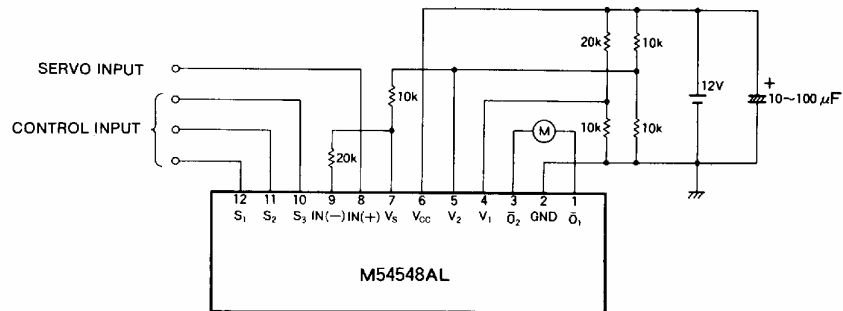 20k
10k
SERVO INPUT
10k
12V
+
10~100 μF
CONTROL INPUT
10k
M
10k
20k
12 11 10 9 8 7 6 5 4 3 2 1
S₁ S₂ S₃ IN(−) IN(+) Vs Vcc V₂ V₁ Ō₂ GND Ō₁
M54548AL